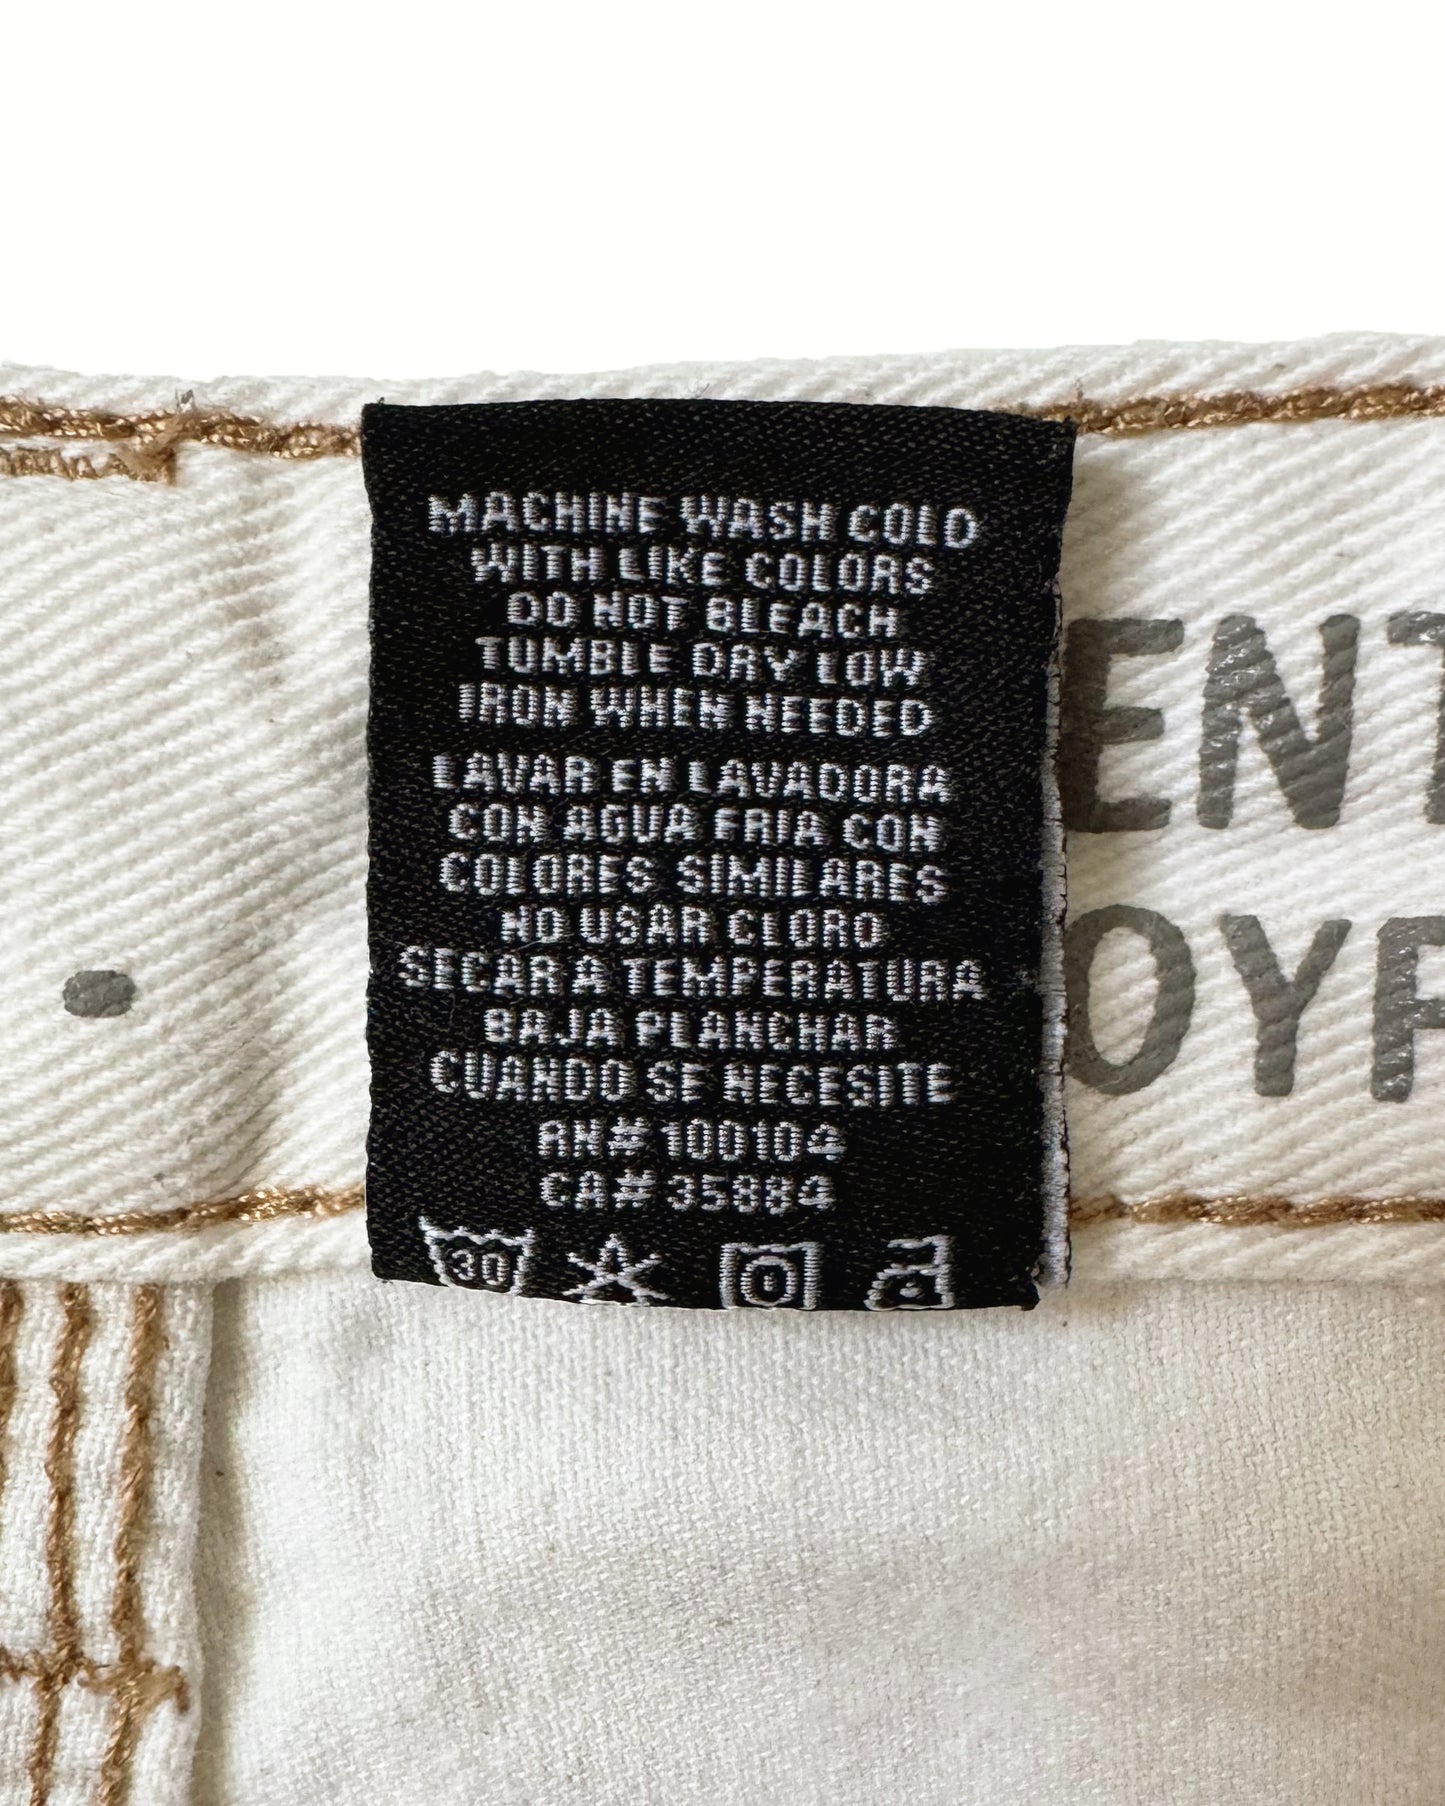 MACHINE WASH COLD
WITH LIKE COLORS
DO NOT BLEACH
TUMBLE DRY LOW
IRON WHEN NEEDED
LAVAR EN LAVADORA
CON AGUA FRIA CON
COLORES SIMILARES
NO USAR CLORO
SECAR A TEMPERATURA
BAJA PLANCHAR
CUANDO SE NECESITE
RN# 100104
CA# 35884
30
ENT
OYP